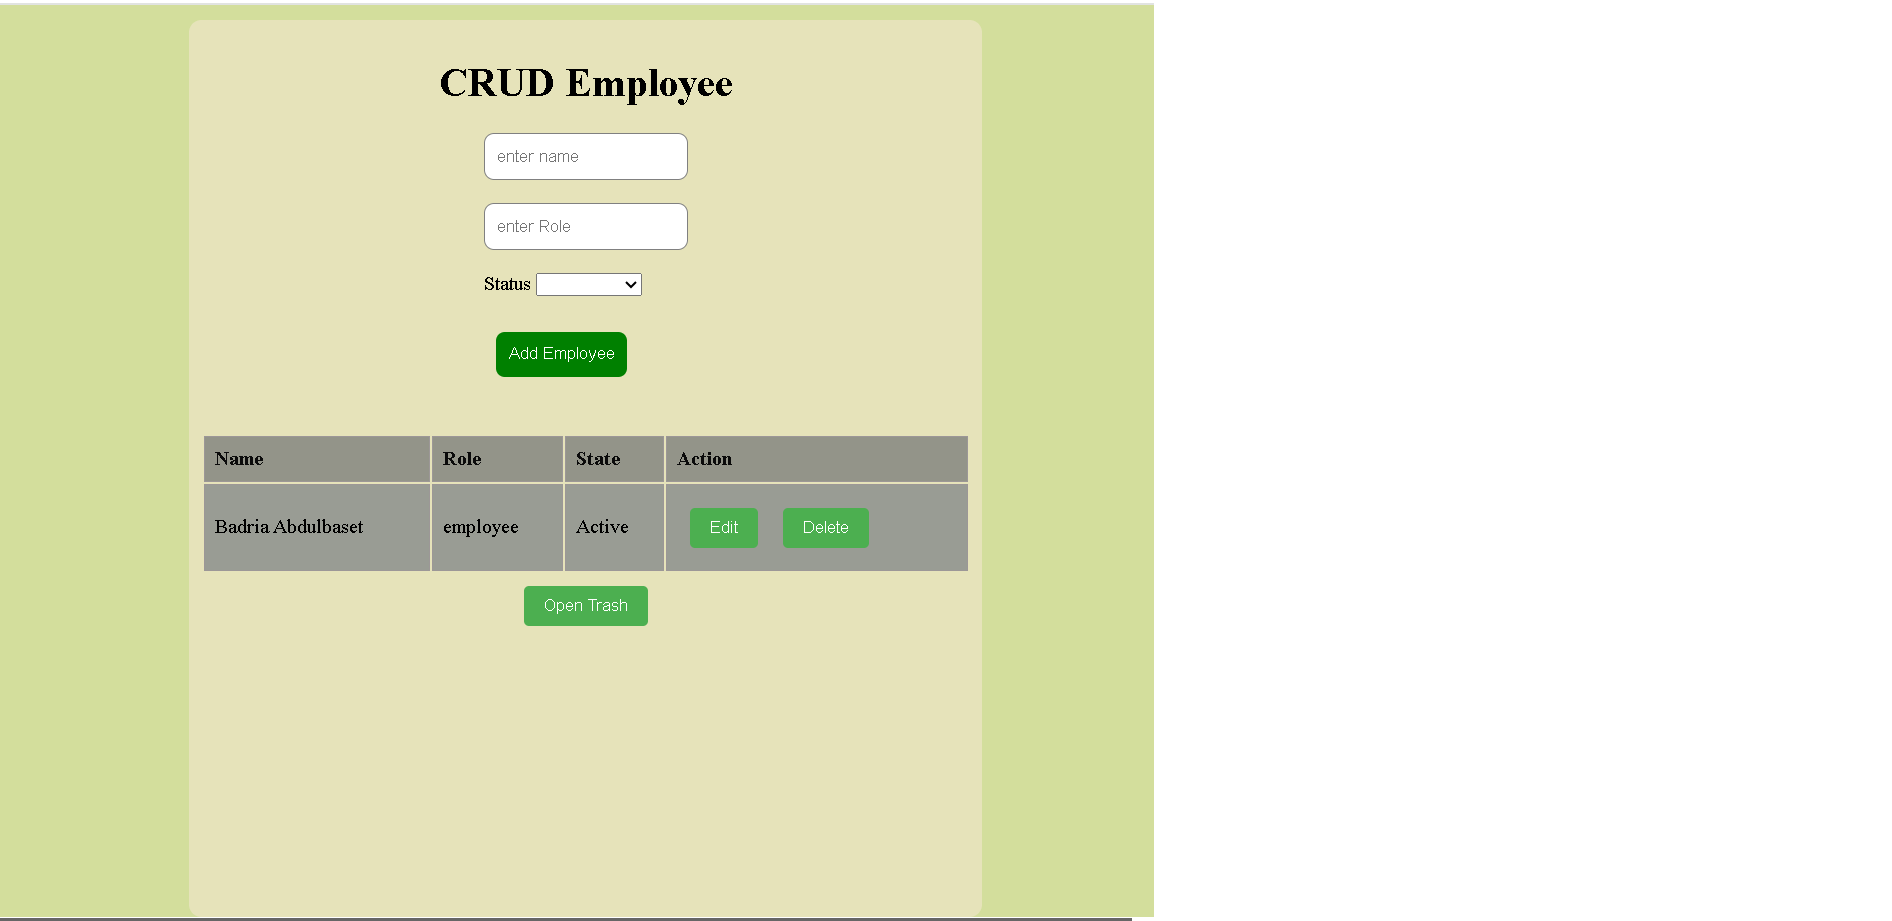 CRUD Employee
enter name
enter Role
Status
Add Employee
Name Role State Action
Badria Abdulbaset employee Active Edit Delete
Open Trash